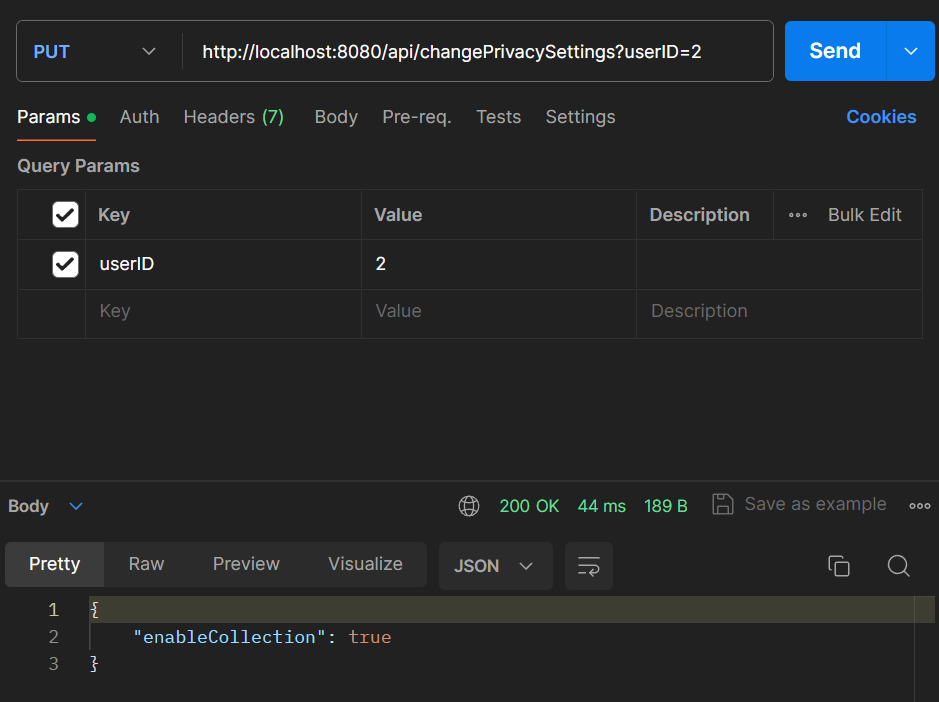 PUT http://localhost:8080/api/changePrivacySettings?userID=2 Send
Params Auth Headers (7) Body Pre-req. Tests Settings Cookies
Query Params
Key Value Description Bulk Edit
userID 2
Key Value Description
Body 200 OK 44 ms 189 B Save as example
Pretty Raw Preview Visualize JSON
1 {
2 "enableCollection": true
3 }